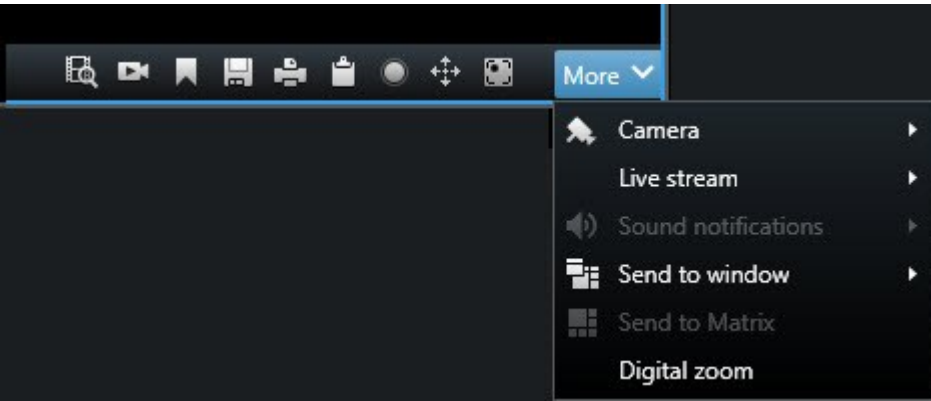 More
Camera
Live stream
Sound notifications
Send to window
Send to Matrix
Digital zoom